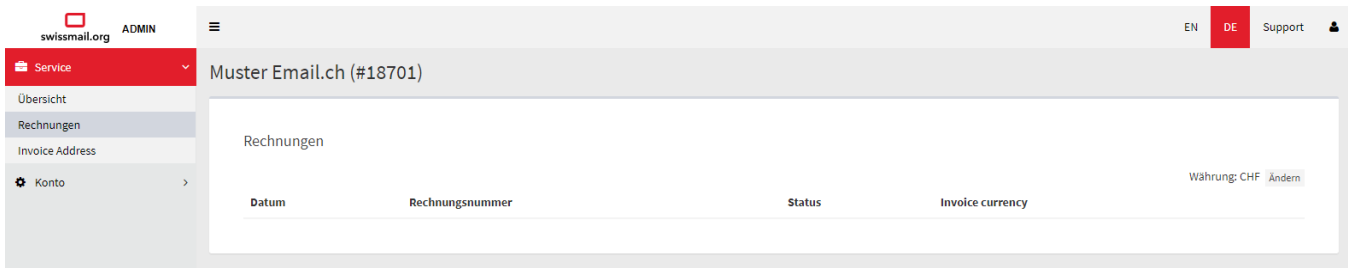 swissmail.org ADMIN
EN DE Support
Service
Muster Email.ch (#18701)
Übersicht
Rechnungen
Invoice Address
Konto
Rechnungen
Währung: CHF Ändern
Datum Rechnungsnummer Status Invoice currency